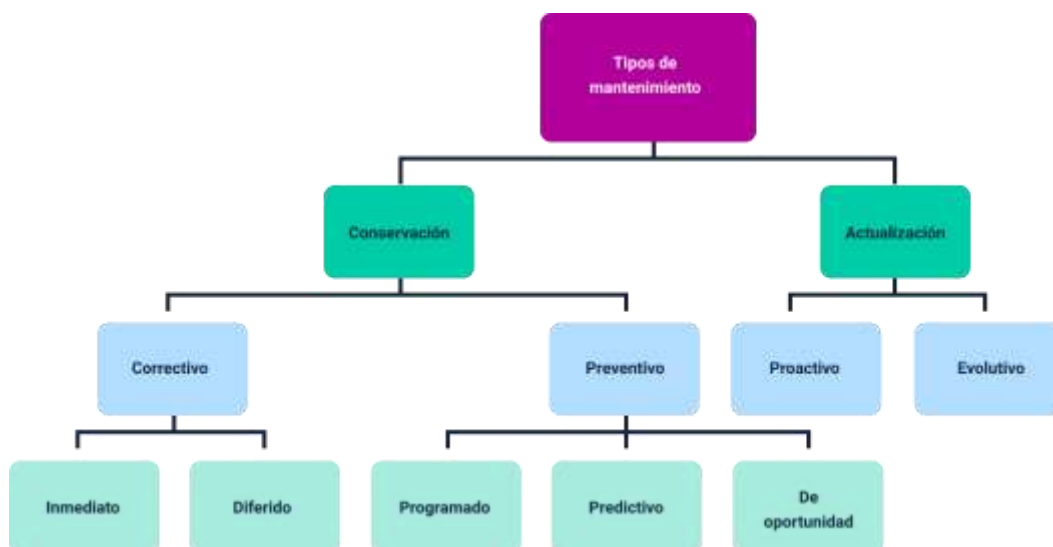 Tipos de
mantenimiento
Conservación
Actualización
Correctivo
Preventivo
Proactivo
Evolutivo
Inmediato
Diferido
Programado
Predictivo
De
oportunidad